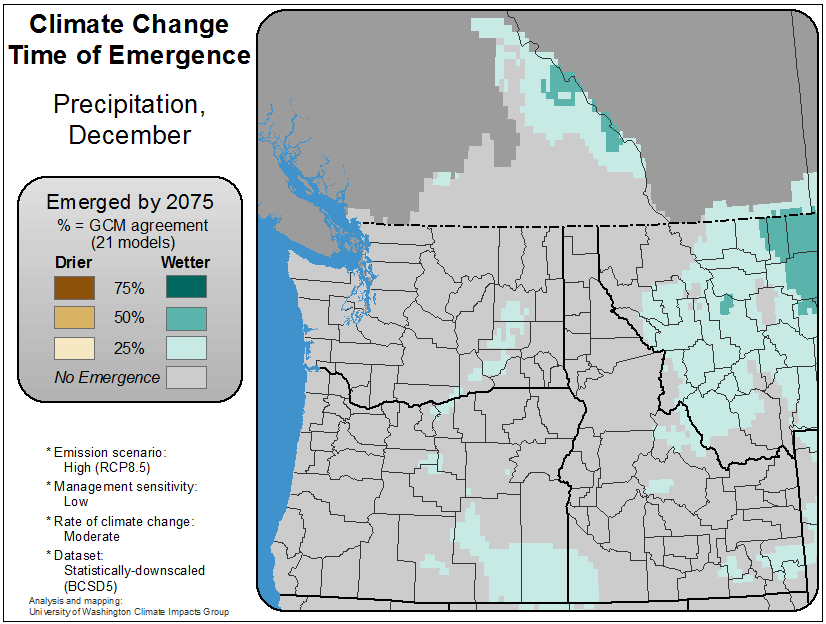 Climate Change
Time of Emergence
Precipitation,
December
Emerged by 2075
% = GCM agreement
(21 models)
Drier Wetter
75%
50%
25%
No Emergence
* Emission scenario:
High (RCP8.5)
* Management sensitivity:
Low
* Rate of climate change:
Moderate
* Dataset:
Statistically-downscaled
(BCSD5)
Analysis and mapping:
University of Washington Climate Impacts Group